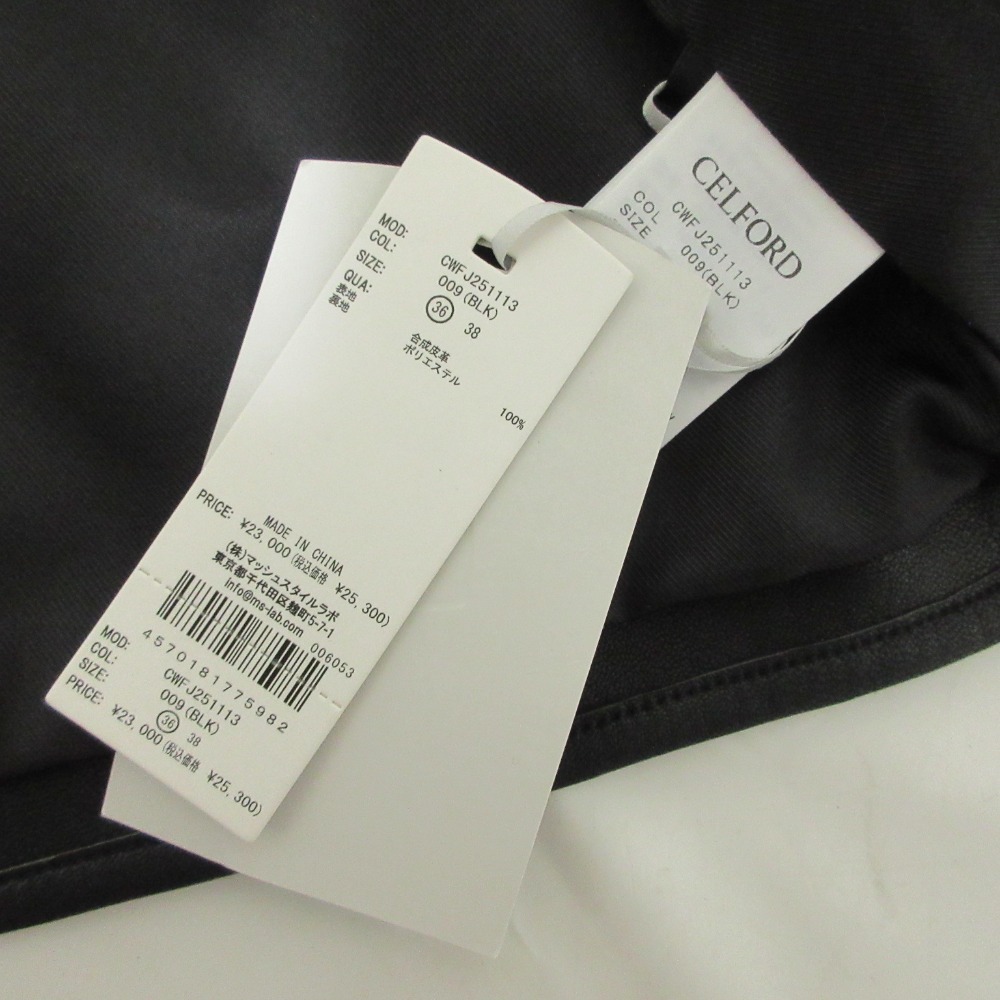 CELFORD
CWFJ251113
COL 009(BLK)
SIZE
MOD: CWFJ251113
COL: 009(BLK)
SIZE: 36 38
QUA:
表地 合成皮革
裏地 ポリエステル 100%
MADE IN CHINA
PRICE: ¥23,000(税込価格 ¥25,300)
(株)マッシュスタイルラボ
東京都千代田区麹町5-7-1
info@ms-lab.com
006053
4570181775982
MOD: CWFJ251113
COL: 009(BLK)
SIZE: 36 38
PRICE: ¥23,000(税込価格 ¥25,300)